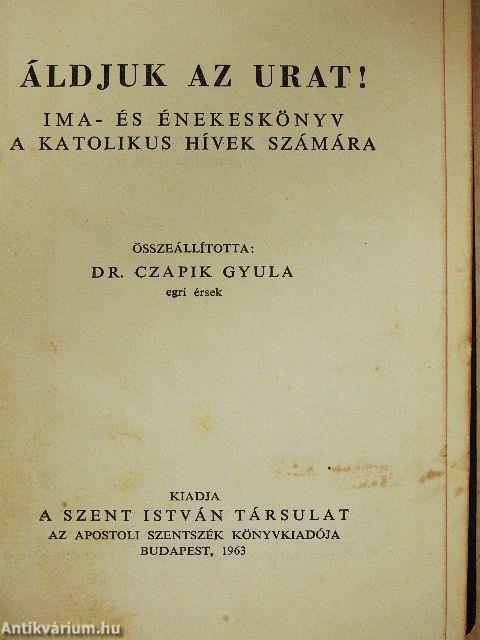 ÁLDJUK AZ URAT!
IMA- ÉS ÉNEKESKÖNYV
A KATOLIKUS HÍVEK SZÁMÁRA
ÖSSZEÁLLÍTOTTA:
DR. CZAPIK GYULA
egri érsek
KIADJA
A SZENT ISTVÁN TÁRSULAT
AZ APOSTOLI SZENTSZÉK KÖNYVKIADÓJA
BUDAPEST, 1963
Antikvárium.hu